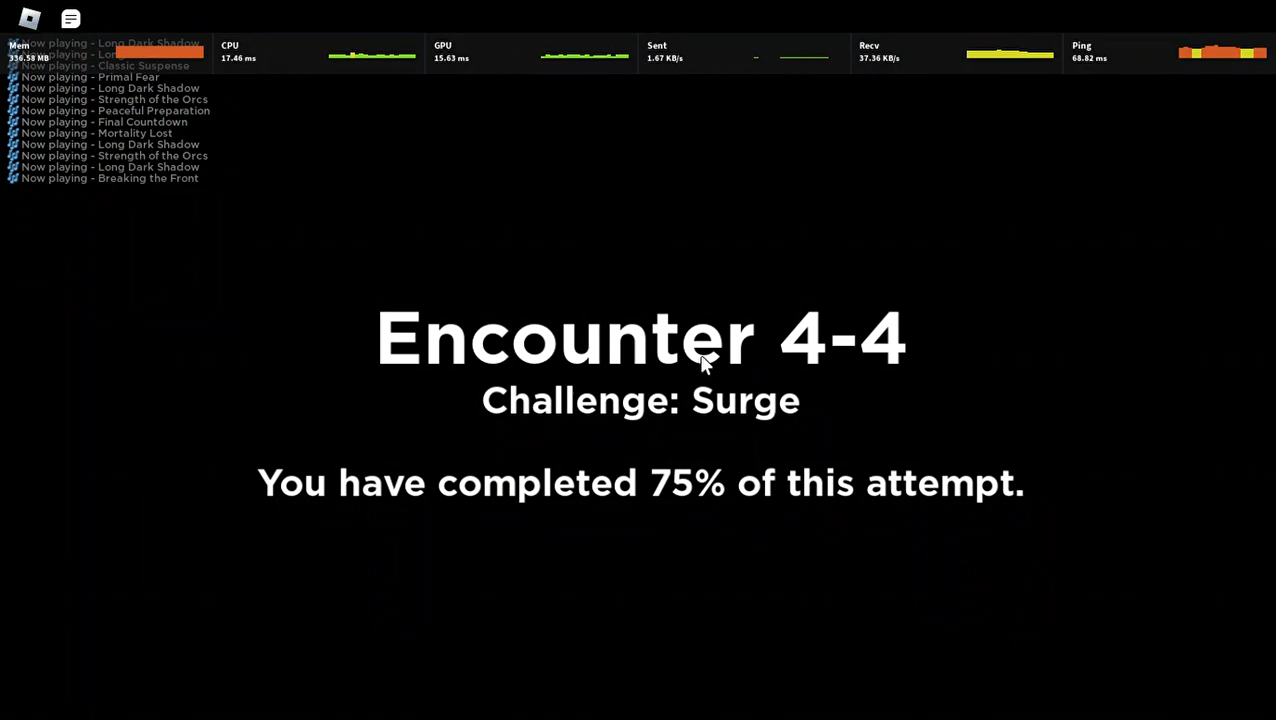 Mem
336.58 MB
CPU
17.46 ms
GPU
15.63 ms
Sent
1.67 KB/s
Recv
37.36 KB/s
Ping
68.82 ms
Now playing - Long Dark Shadow
Now playing - Long
Now playing - Classic Suspense
Now playing - Primal Fear
Now playing - Long Dark Shadow
Now playing - Strength of the Orcs
Now playing - Peaceful Preparation
Now playing - Final Countdown
Now playing - Mortality Lost
Now playing - Long Dark Shadow
Now playing - Strength of the Orcs
Now playing - Long Dark Shadow
Now playing - Breaking the Front
Encounter 4-4
Challenge: Surge
You have completed 75% of this attempt.